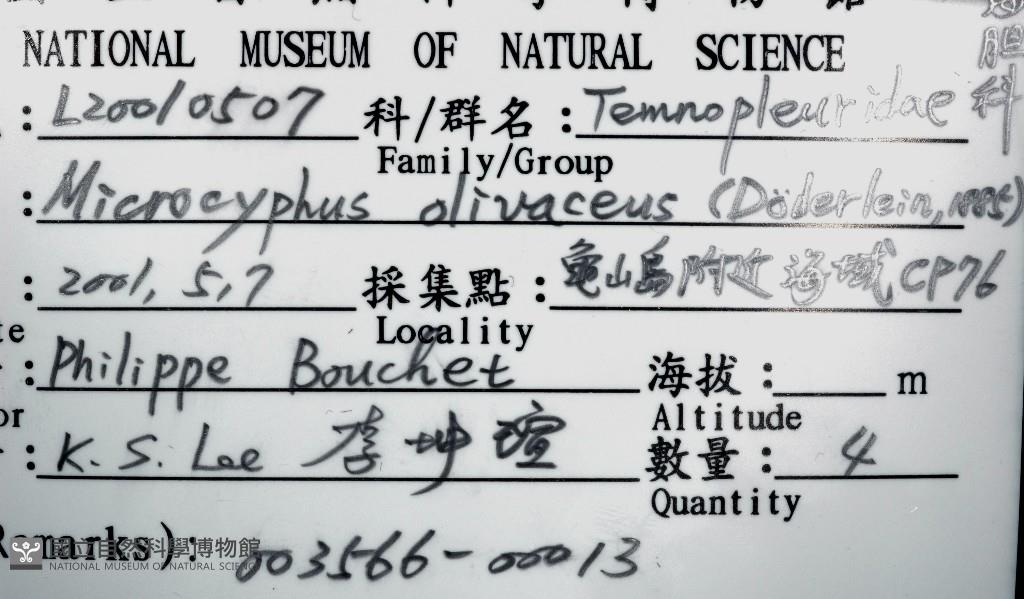 NATIONAL MUSEUM OF NATURAL SCIENCE
: L20010507 科/群名 : Temnopleuridae 科
Family/Group
: Microcyphus olivaceus (Döderlein, 1885)
: 2001, 5, 7 採集點 : 龜山島附近海域 CP76
Locality
: Philippe Bouchet 海拔 : m
Altitude
: K. S. Lee 李坤瑄 數量 : 4
Quantity
Remarks): 003566-00013
國立自然科學博物館
NATIONAL MUSEUM OF NATURAL SCIENCE